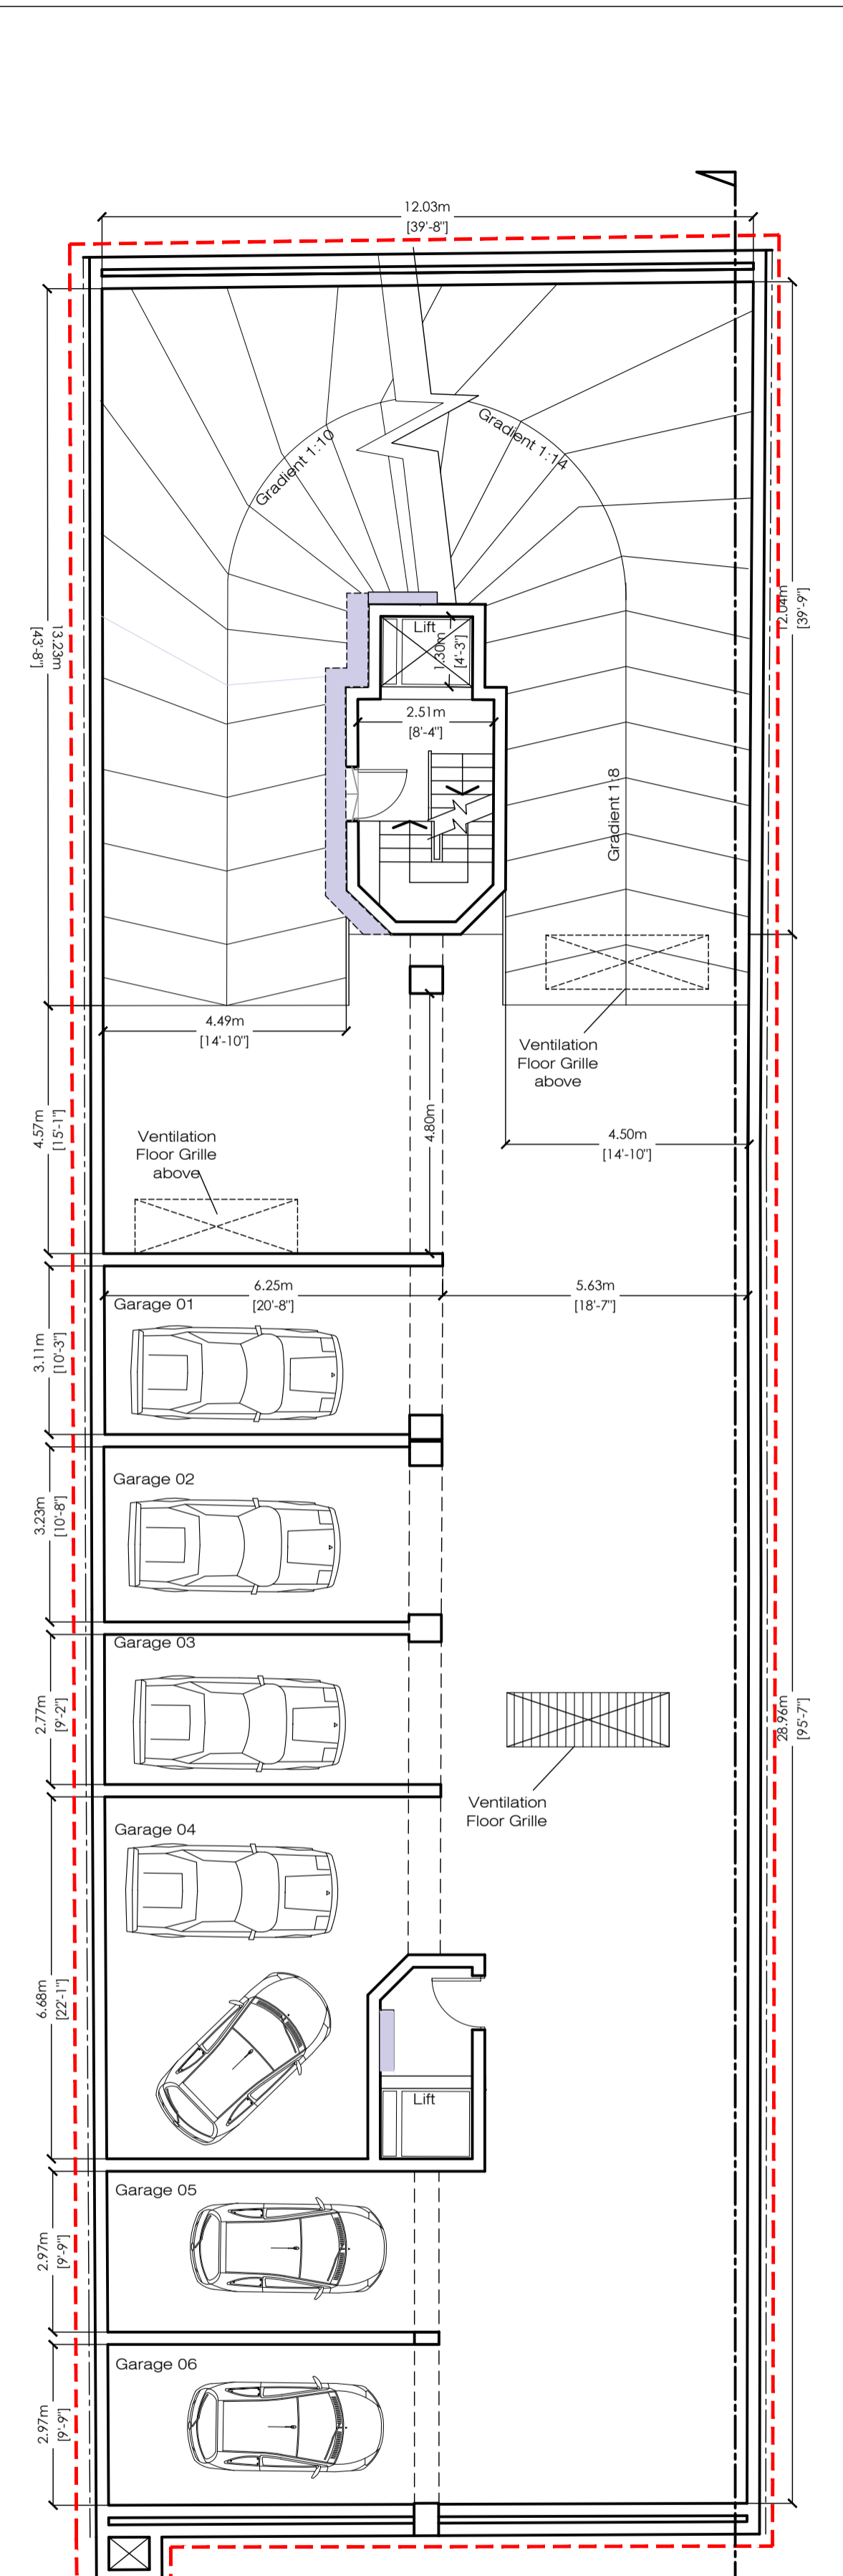 12.03m
[39'-8"]
Gradient 1:10
Gradient 1:14
12.04m
[39'-9"]
13.23m
[43'-8"]
Lift
1.30m
[4'-3"]
2.51m
[8'-4"]
Gradient 1:8
4.49m
[14'-10"]
Ventilation
Floor Grille
above
4.57m
[15'-1"]
4.80m
Ventilation
Floor Grille
above
4.50m
[14'-10"]
6.25m
[20'-8"]
5.63m
[18'-7"]
Garage 01
3.11m
[10'-3"]
Garage 02
3.23m
[10'-8"]
Garage 03
2.77m
[9'-2"]
28.96m
[95'-7"]
Ventilation
Floor Grille
Garage 04
6.68m
[22'-1"]
Lift
Garage 05
2.97m
[9'-9"]
Garage 06
2.97m
[9'-9"]